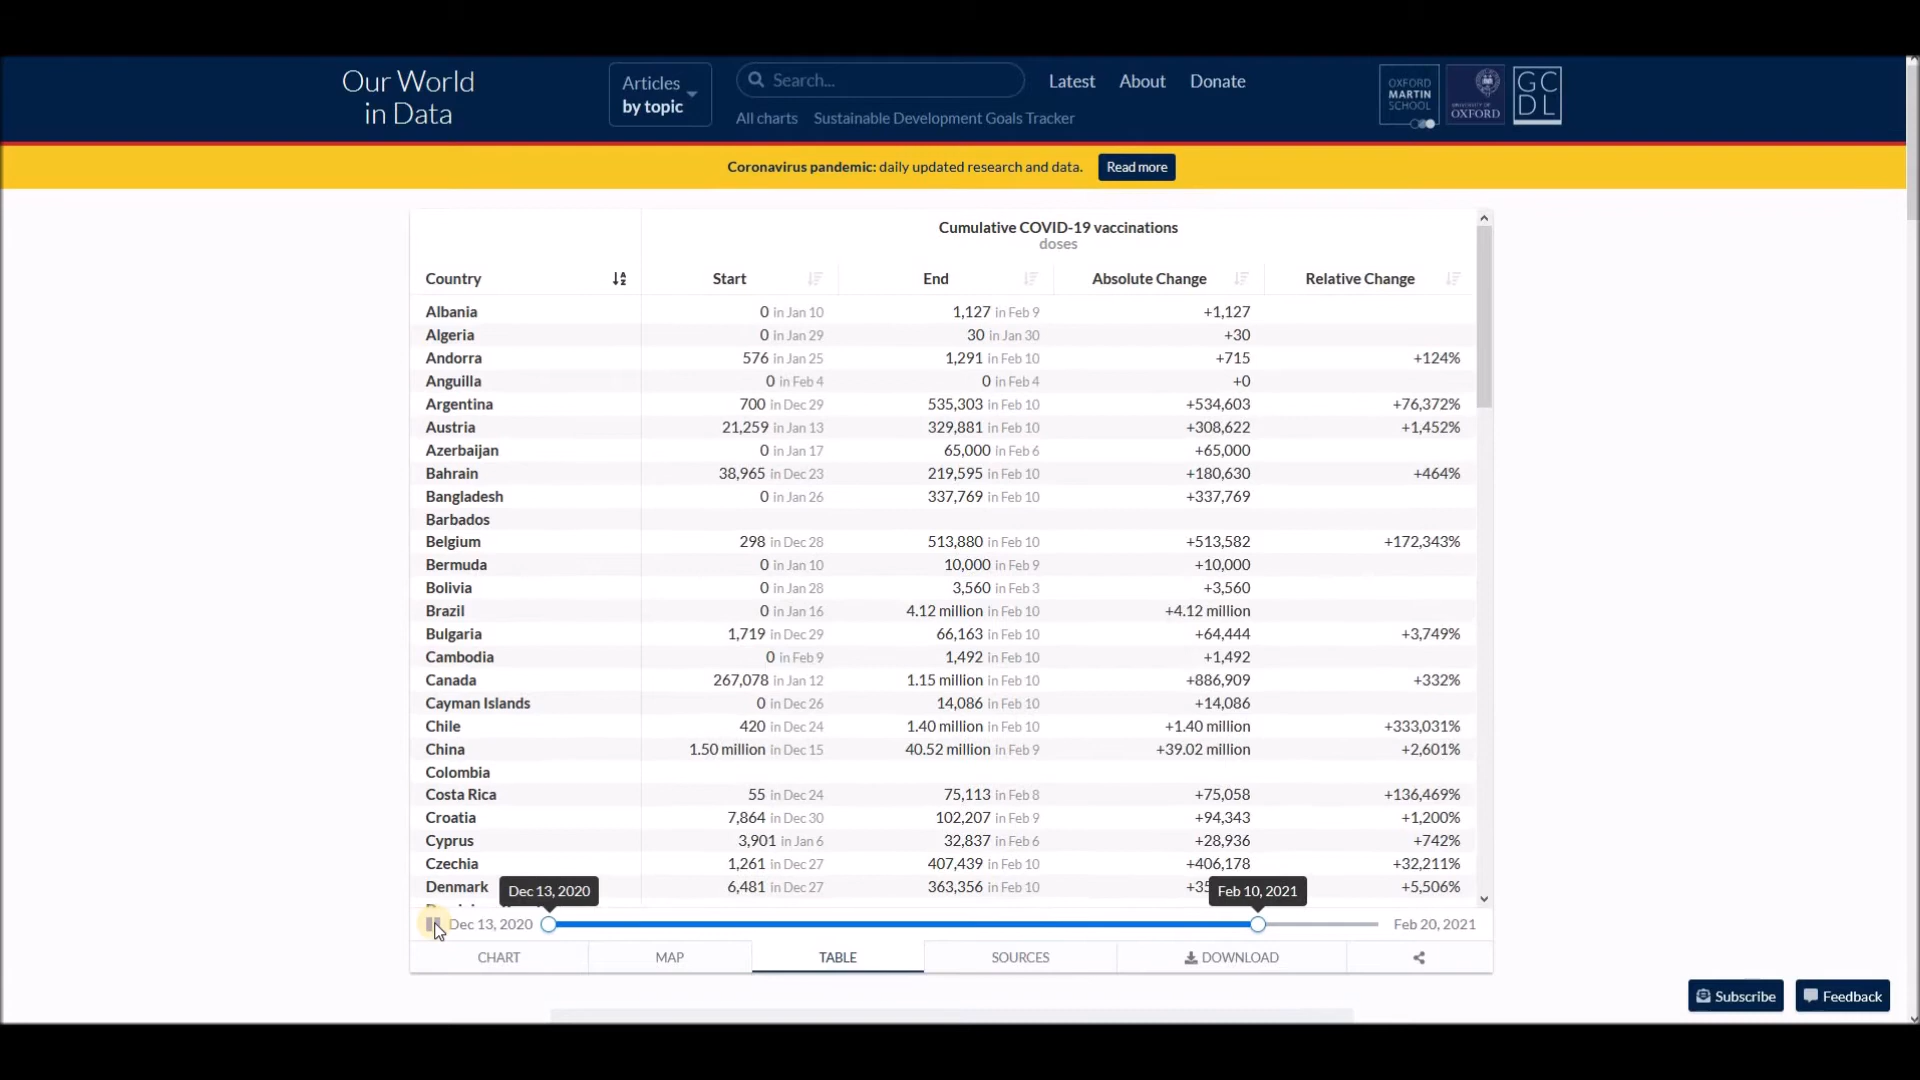 Our World
in Data
Articles
by topic
Search...
Latest
About
Donate
All charts
Sustainable Development Goals Tracker
OXFORD
MARTIN
SCHOOL
UNIVERSITY OF
OXFORD
GC
DL
Coronavirus pandemic: daily updated research and data. Read more
Cumulative COVID-19 vaccinations
doses
Country Start End Absolute Change Relative Change
Albania 0 in Jan 10 1,127 in Feb 9 +1,127
Algeria 0 in Jan 29 30 in Jan 30 +30
Andorra 576 in Jan 25 1,291 in Feb 10 +715 +124%
Anguilla 0 in Feb 4 0 in Feb 4 +0
Argentina 700 in Dec 29 535,303 in Feb 10 +534,603 +76,372%
Austria 21,259 in Jan 13 329,881 in Feb 10 +308,622 +1,452%
Azerbaijan 0 in Jan 17 65,000 in Feb 6 +65,000
Bahrain 38,965 in Dec 23 219,595 in Feb 10 +180,630 +464%
Bangladesh 0 in Jan 26 337,769 in Feb 10 +337,769
Barbados
Belgium 298 in Dec 28 513,880 in Feb 10 +513,582 +172,343%
Bermuda 0 in Jan 10 10,000 in Feb 9 +10,000
Bolivia 0 in Jan 28 3,560 in Feb 3 +3,560
Brazil 0 in Jan 16 4.12 million in Feb 10 +4.12 million
Bulgaria 1,719 in Dec 29 66,163 in Feb 10 +64,444 +3,749%
Cambodia 0 in Feb 9 1,492 in Feb 10 +1,492
Canada 267,078 in Jan 12 1.15 million in Feb 10 +886,909 +332%
Cayman Islands 0 in Dec 26 14,086 in Feb 10 +14,086
Chile 420 in Dec 24 1.40 million in Feb 10 +1.40 million +333,031%
China 1.50 million in Dec 15 40.52 million in Feb 9 +39.02 million +2,601%
Colombia
Costa Rica 55 in Dec 24 75,113 in Feb 8 +75,058 +136,469%
Croatia 7,864 in Dec 30 102,207 in Feb 9 +94,343 +1,200%
Cyprus 3,901 in Jan 6 32,837 in Feb 6 +28,936 +742%
Czechia 1,261 in Dec 27 407,439 in Feb 10 +406,178 +32,211%
Denmark 6,481 in Dec 27 363,356 in Feb 10 +5,506%
Dec 13, 2020 Feb 10, 2021
Dec 13, 2020 Feb 20, 2021
CHART MAP TABLE SOURCES DOWNLOAD
Subscribe Feedback